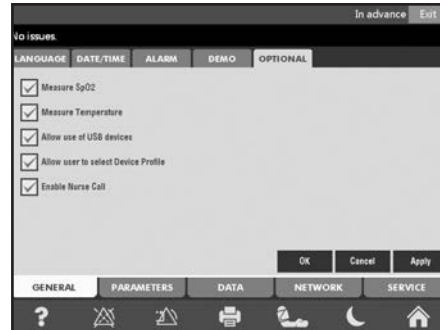 In advance Exit
No issues.
LANGUAGE DATE/TIME ALARM DEMO OPTIONAL
Measure SpO2
Measure Temperature
Allow use of USB devices
Allow user to select Device Profile
Enable Nurse Call
OK Cancel Apply
GENERAL PARAMETERS DATA NETWORK SERVICE
?